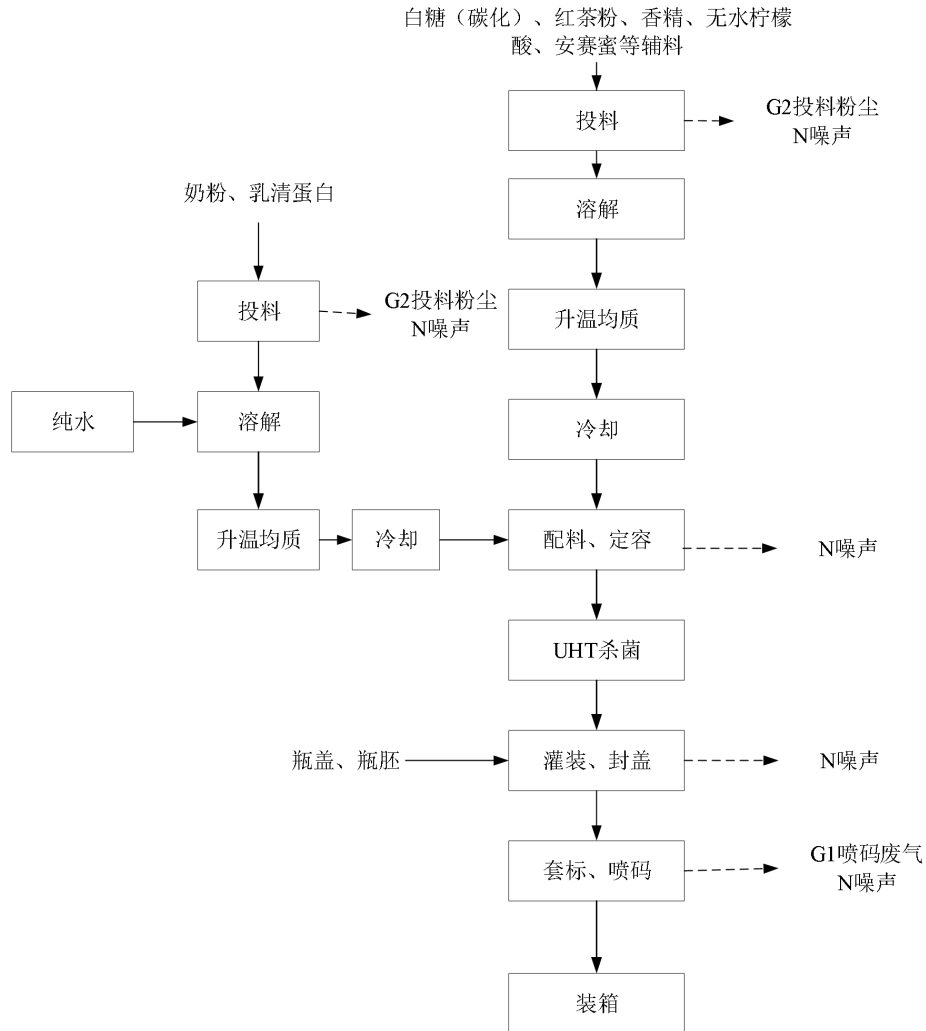 白糖（碳化）、红茶粉、香精、无水柠檬
酸、安赛蜜等辅料
投料
G2投料粉尘
N噪声
溶解
奶粉、乳清蛋白
投料
G2投料粉尘
N噪声
升温均质
纯水
溶解
冷却
升温均质
冷却
配料、定容
N噪声
UHT杀菌
瓶盖、瓶胚
灌装、封盖
N噪声
套标、喷码
G1喷码废气
N噪声
装箱